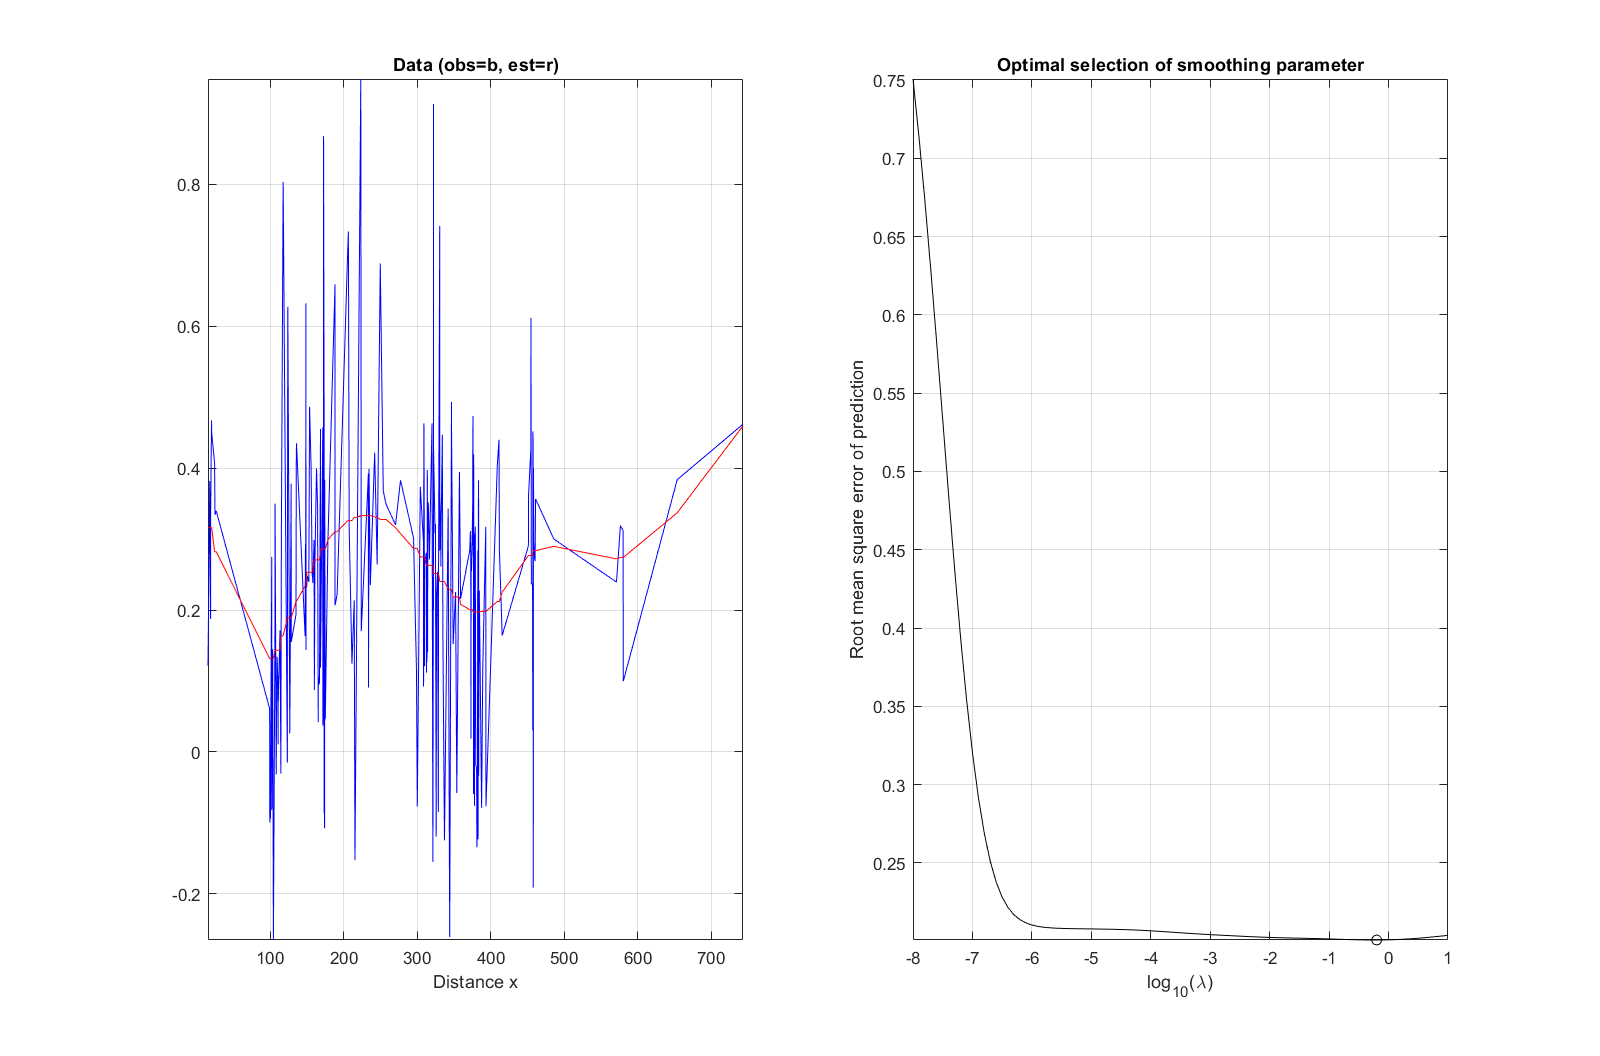 Data (obs=b, est=r)
0.8
0.6
0.4
0.2
0
-0.2
100 200 300 400 500 600 700
Distance x
Optimal selection of smoothing parameter
0.75
0.7
0.65
0.6
0.55
0.5
0.45
0.4
0.35
0.3
0.25
Root mean square error of prediction
-8 -7 -6 -5 -4 -3 -2 -1 0 1
log10(λ)